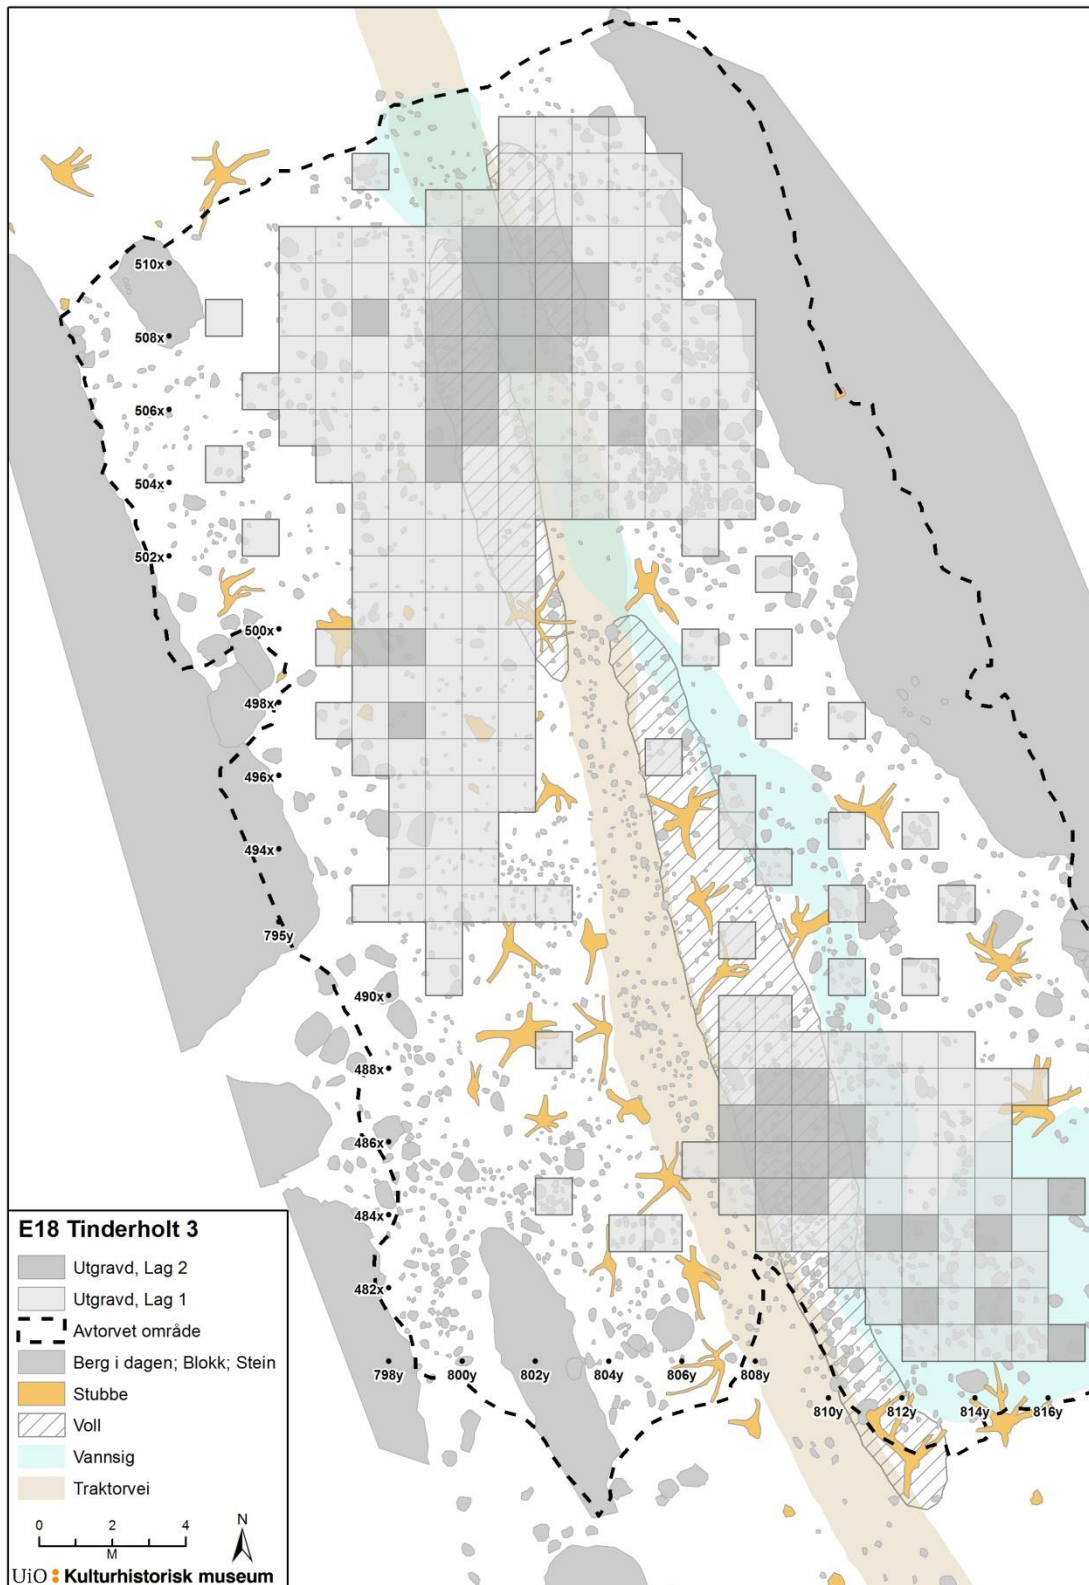 510x
508x
506x
504x
502x
500x
498x
496x
494x
795y
490x
488x
486x
484x
482x
798y 800y 802y 804y 806y 808y
810y 812y 814y 816y
E18 Tinderholt 3
Utgravd, Lag 2
Utgravd, Lag 1
Avtorvet område
Berg i dagen; Blokk; Stein
Stubbe
Voll
Vannsig
Traktorvei
0 2 4
M
N
UiO Kulturhistorisk museum